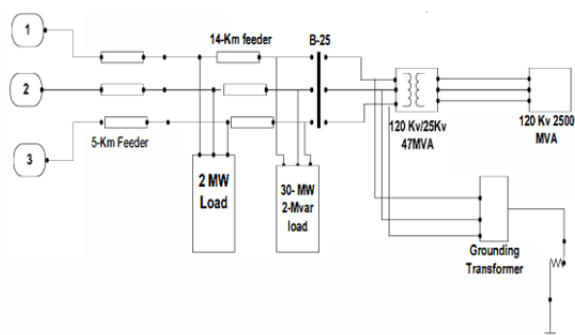 1
14-Km feeder
B-25
2
120 Kv/25Kv
47MVA
120 Kv 2500
MVA
5-Km Feeder
3
2 MW
Load
30- MW
2-Mvar
load
Grounding
Transformer